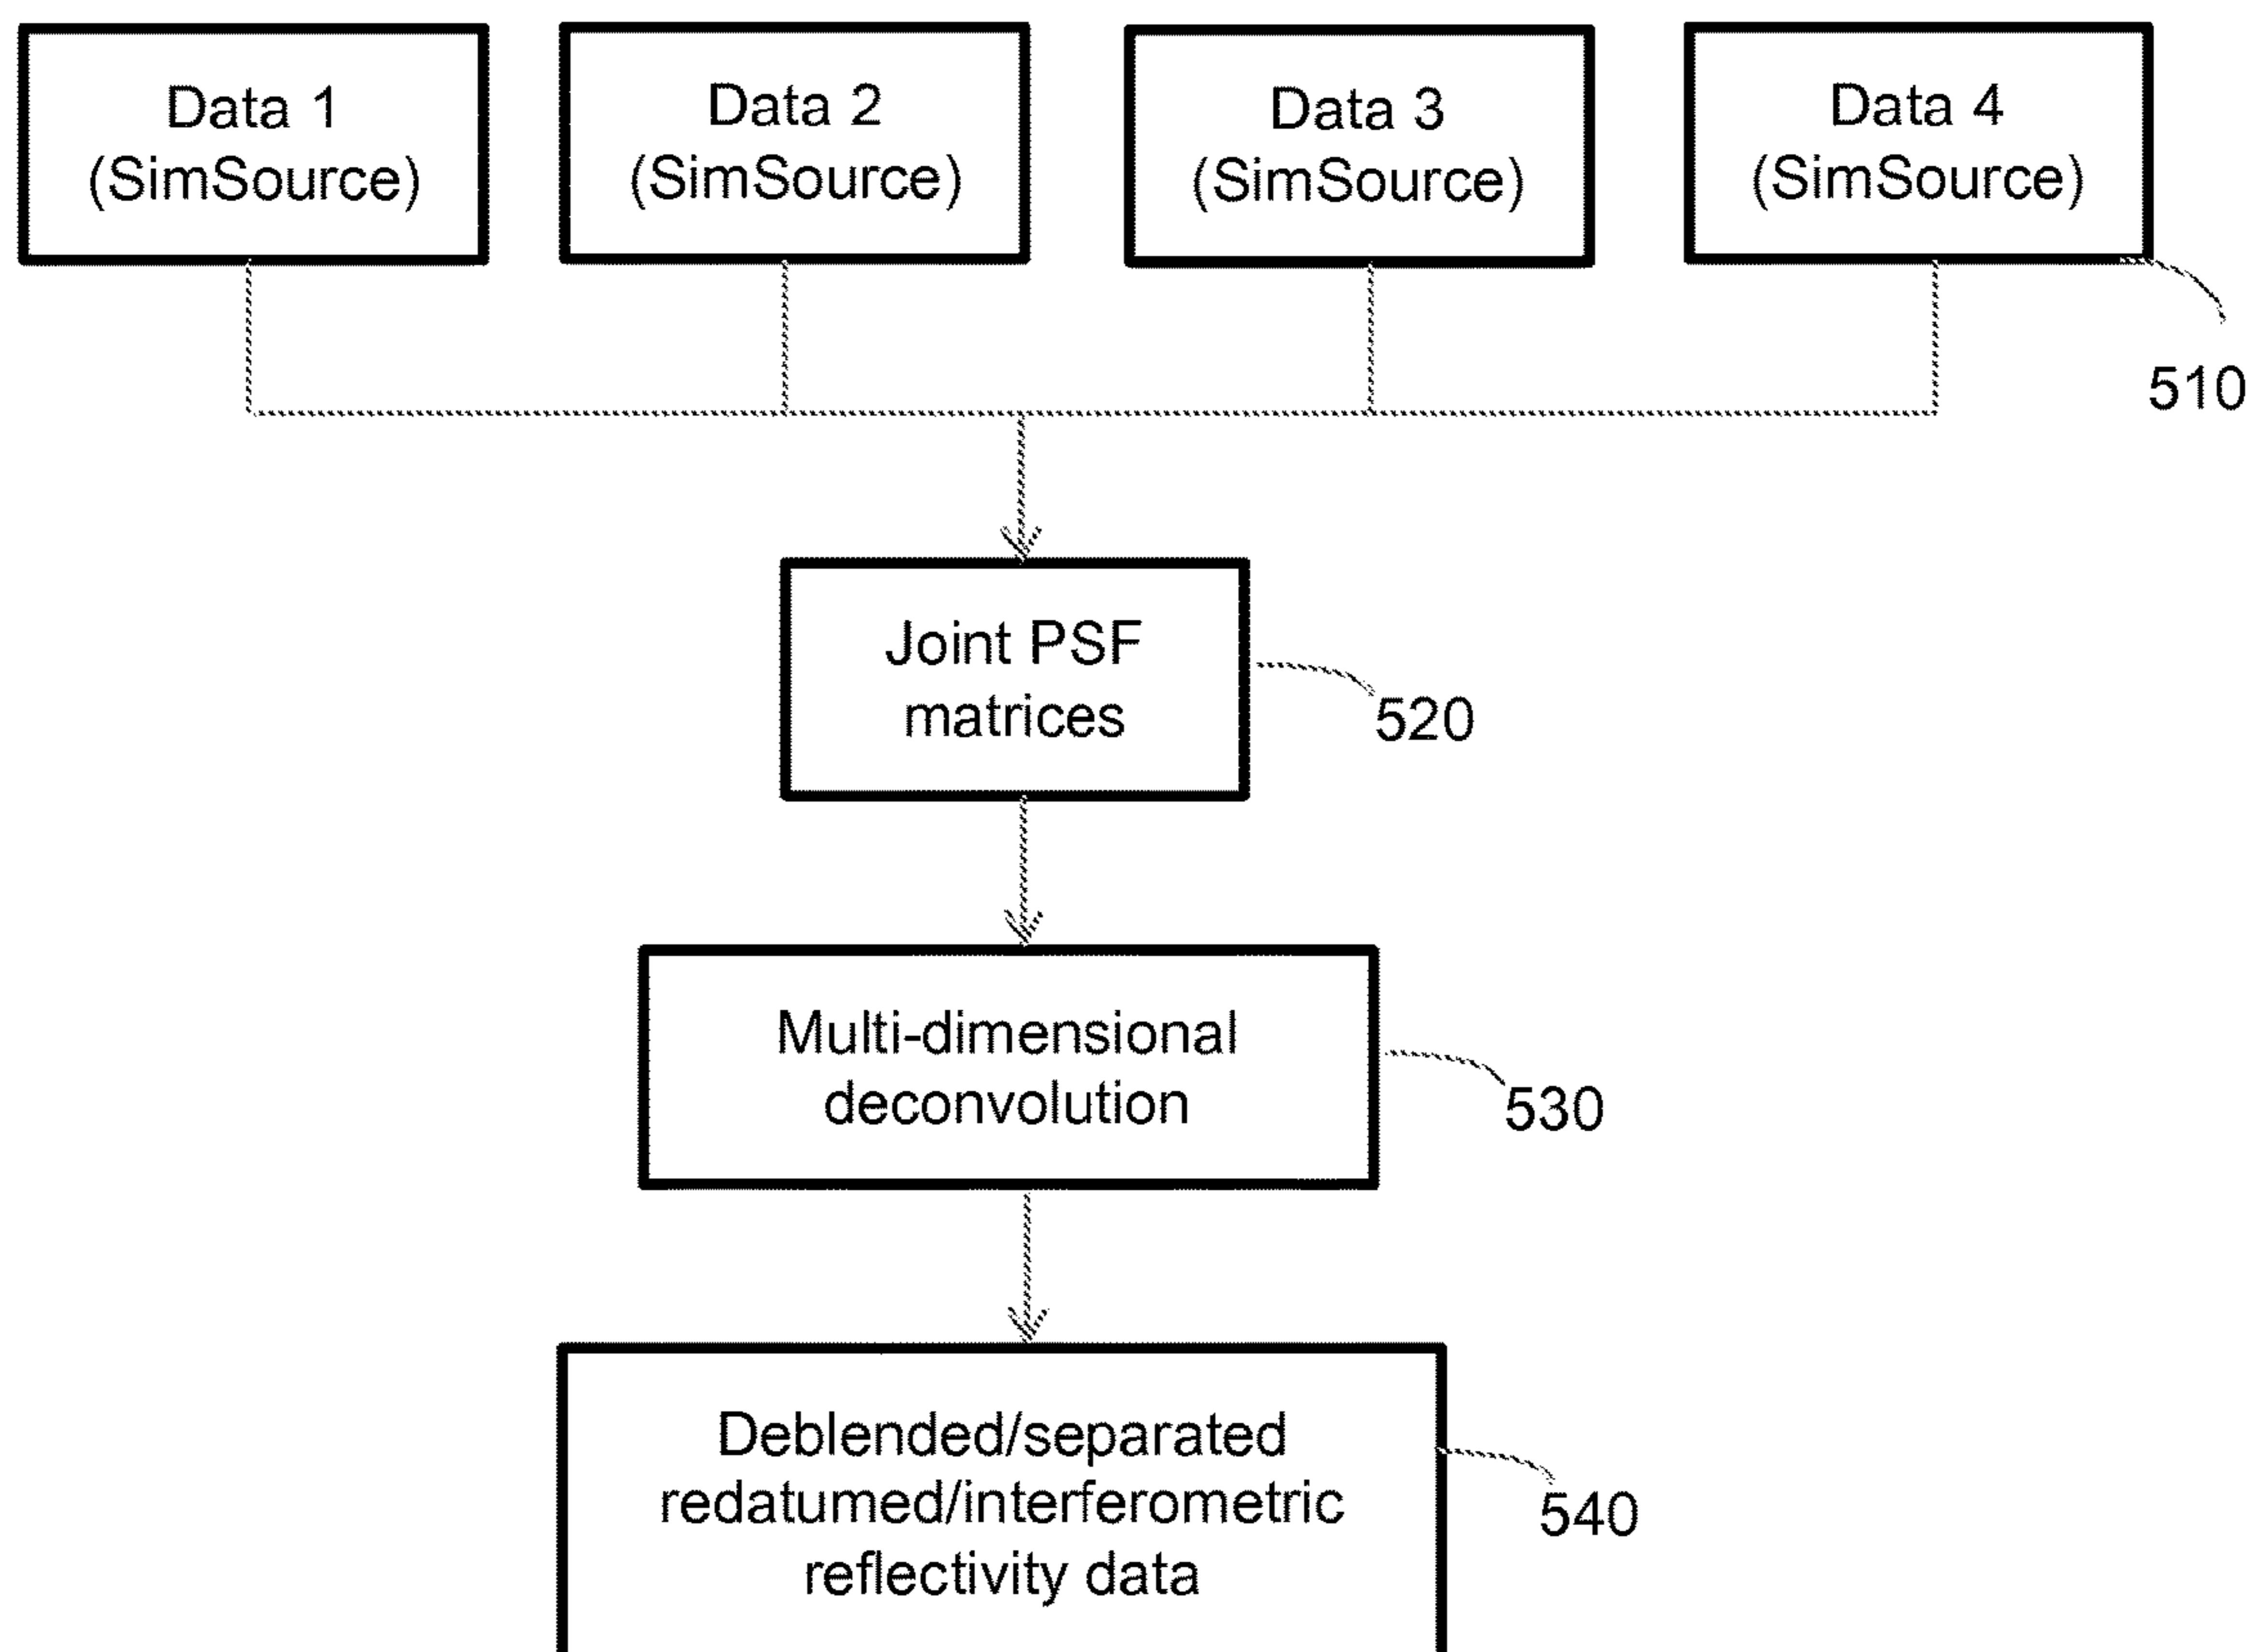 Data 1
(SimSource)
Data 2
(SimSource)
Data 3
(SimSource)
Data 4
(SimSource)
510
Joint PSF
matrices
520
Multi-dimensional
deconvolution
530
Deblended/separated
redatumed/interferometric
reflectivity data
540